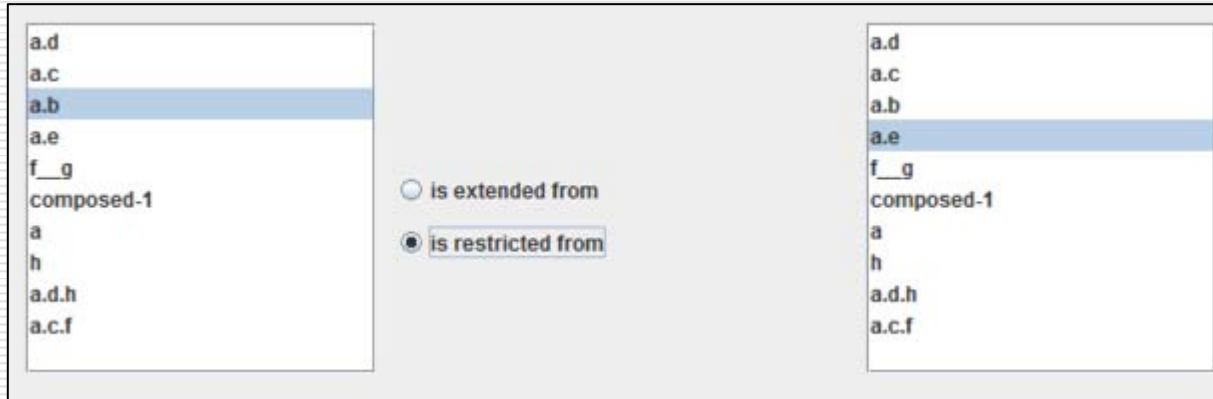 a.d
a.c
a.b
a.e
f__g
composed-1
a
h
a.d.h
a.c.f
is extended from
is restricted from
a.d
a.c
a.b
a.e
f__g
composed-1
a
h
a.d.h
a.c.f